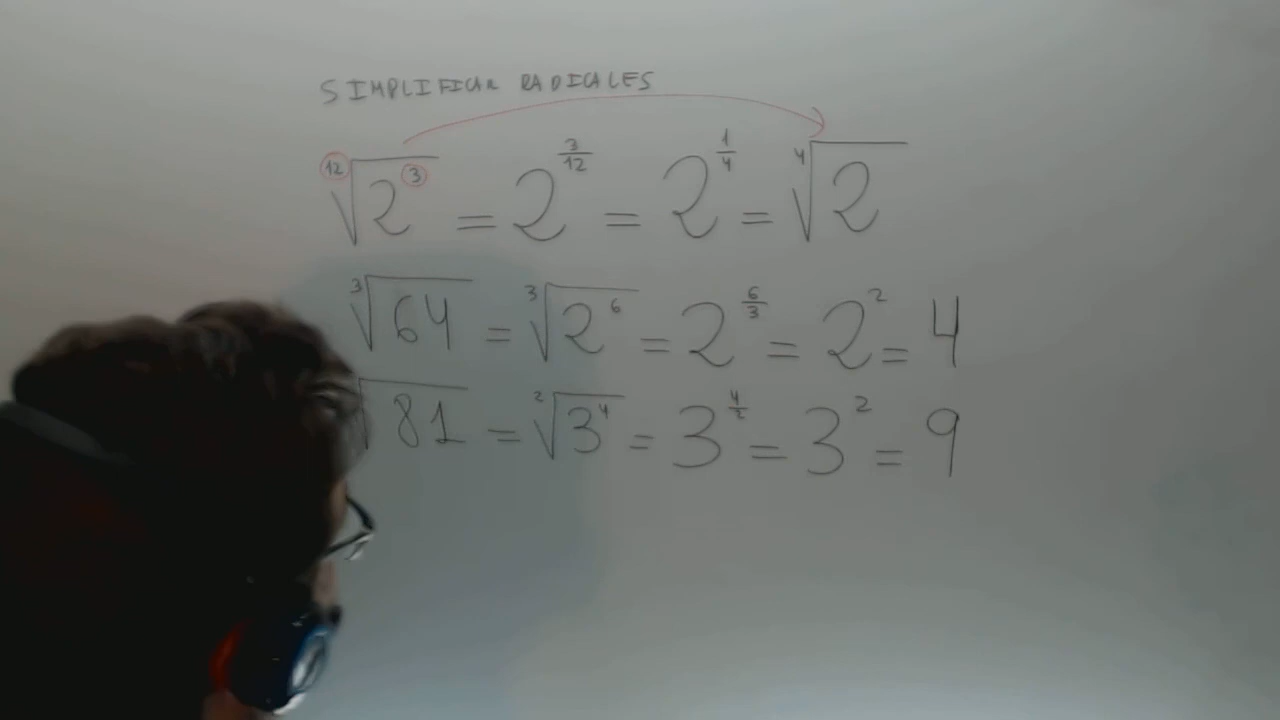 SIMPLIFICAR RADICALES
¹²√2³ = 2^(3/12) = 2^(1/4) = ⁴√2
³√64 = ³√2⁶ = 2^(6/3) = 2² = 4
√81 = ²√3⁴ = 3^(4/2) = 3² = 9